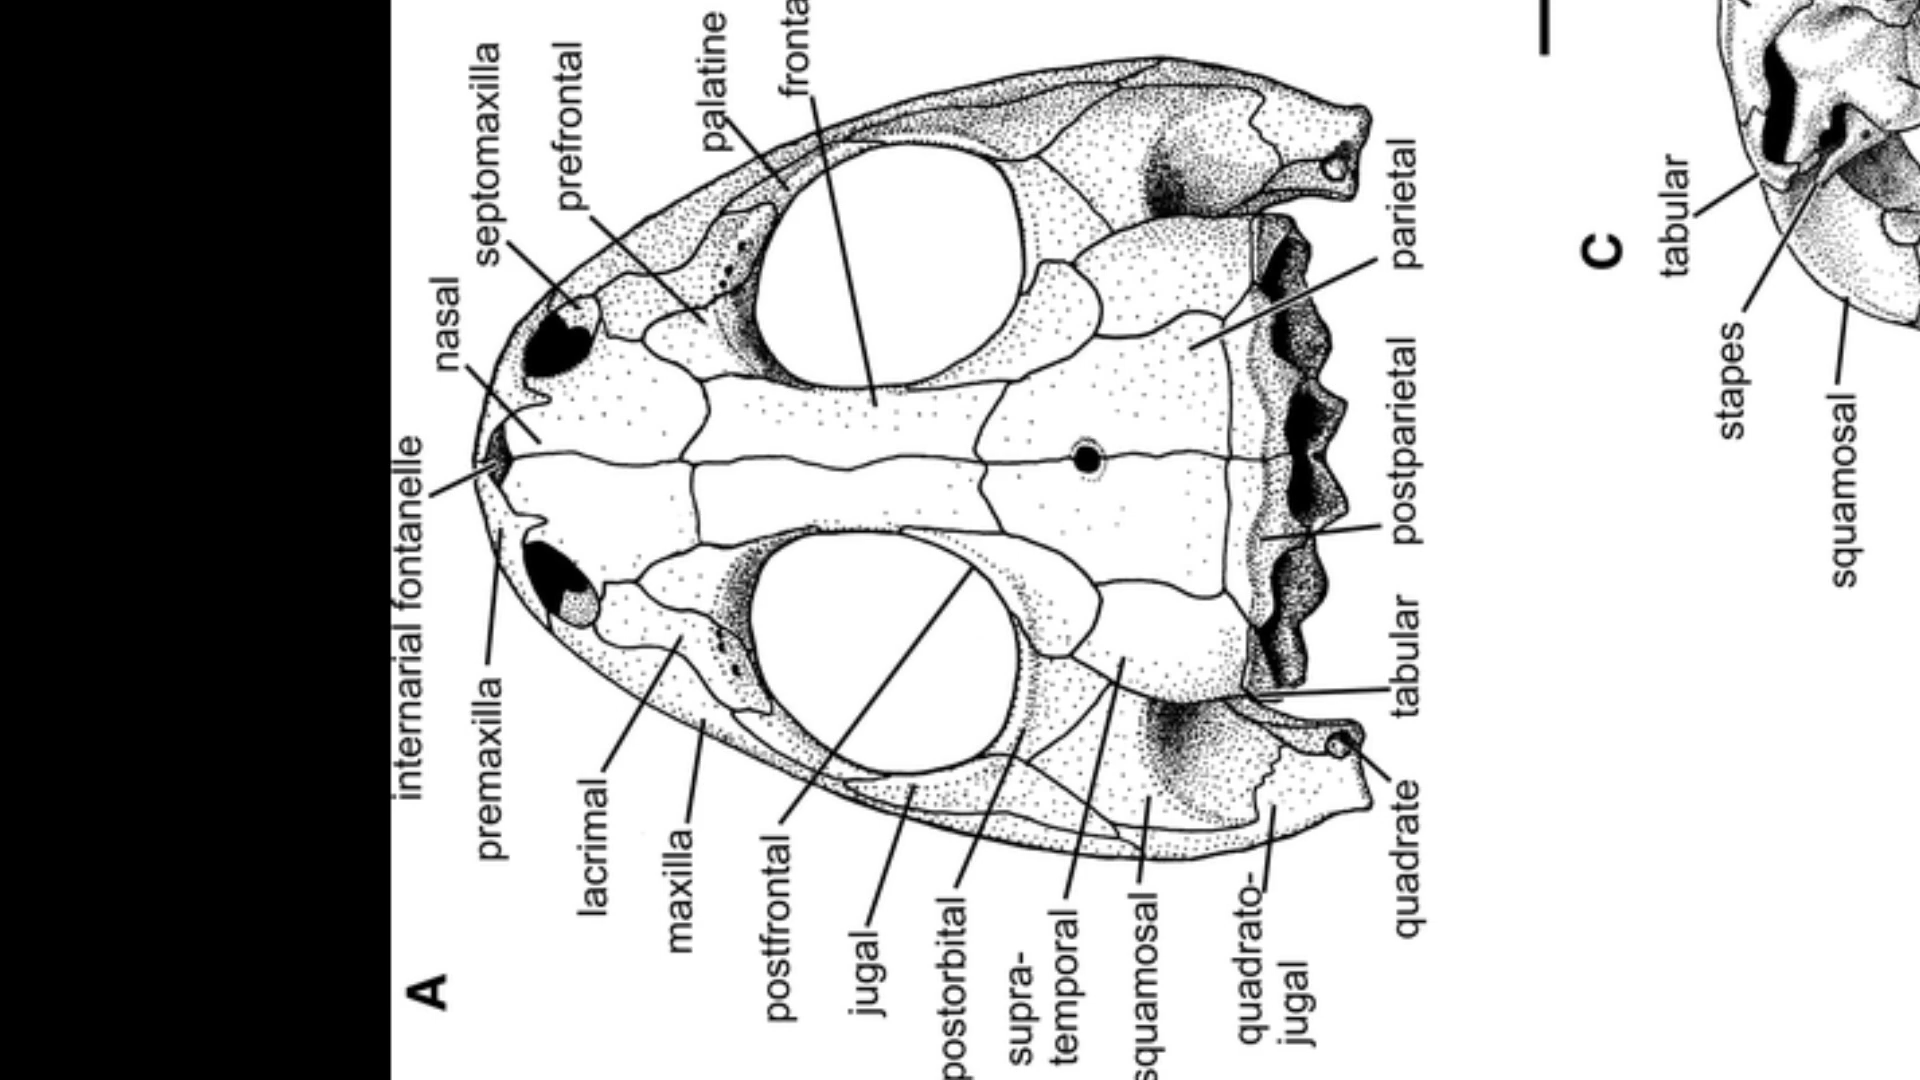 A
internarial fontanelle
nasal
septomaxilla
prefrontal
palatine
fronta
premaxilla
lacrimal
maxilla
postfrontal
jugal
postorbital
supra-
temporal
squamosal
quadrato-
jugal
quadrate
tabular
postparietal
parietal
C
tabular
stapes
squamosal